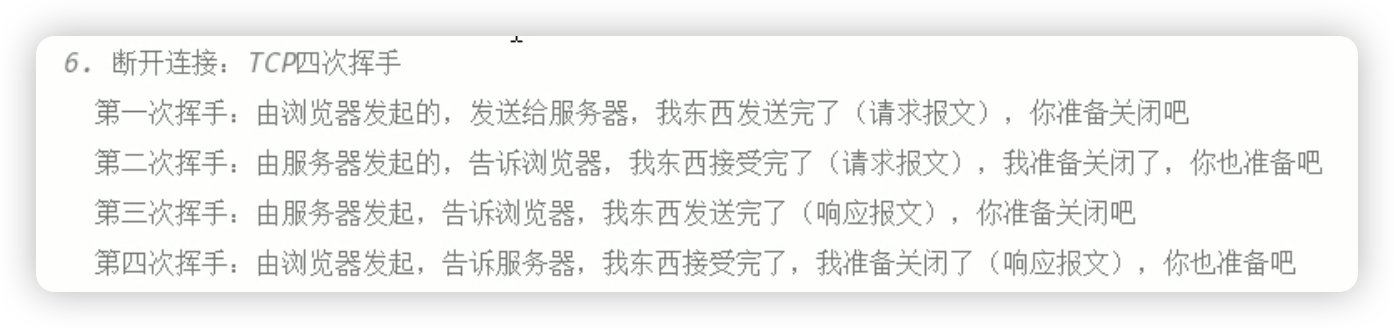 6. 断开连接：TCP四次挥手
第一次挥手：由浏览器发起的，发送给服务器，我东西发送完了（请求报文），你准备关闭吧
第二次挥手：由服务器发起的，告诉浏览器，我东西接受完了（请求报文），我准备关闭了，你也准备吧
第三次挥手：由服务器发起，告诉浏览器，我东西发送完了（响应报文），你准备关闭吧
第四次挥手：由浏览器发起，告诉服务器，我东西接受完了，我准备关闭了（响应报文），你也准备吧